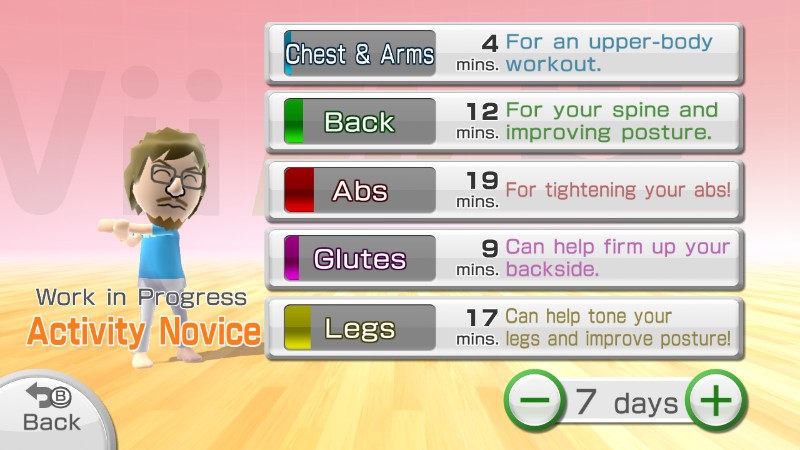 Chest & Arms
4 mins.
For an upper-body
workout.
Back
12 mins.
For your spine and
improving posture.
Abs
19 mins.
For tightening your abs!
Glutes
9 mins.
Can help firm up your
backside.
Legs
17 mins.
Can help tone your
legs and improve posture!
Work in Progress
Activity Novice
B
Back
− 7 days +
Wii